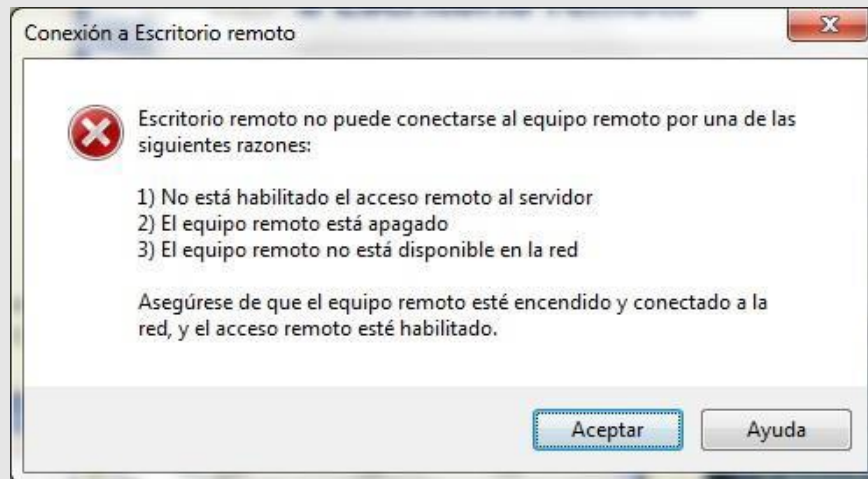 Conexión a Escritorio remoto
Escritorio remoto no puede conectarse al equipo remoto por una de las
siguientes razones:
1) No está habilitado el acceso remoto al servidor
2) El equipo remoto está apagado
3) El equipo remoto no está disponible en la red
Asegúrese de que el equipo remoto esté encendido y conectado a la
red, y el acceso remoto esté habilitado.
Aceptar
Ayuda